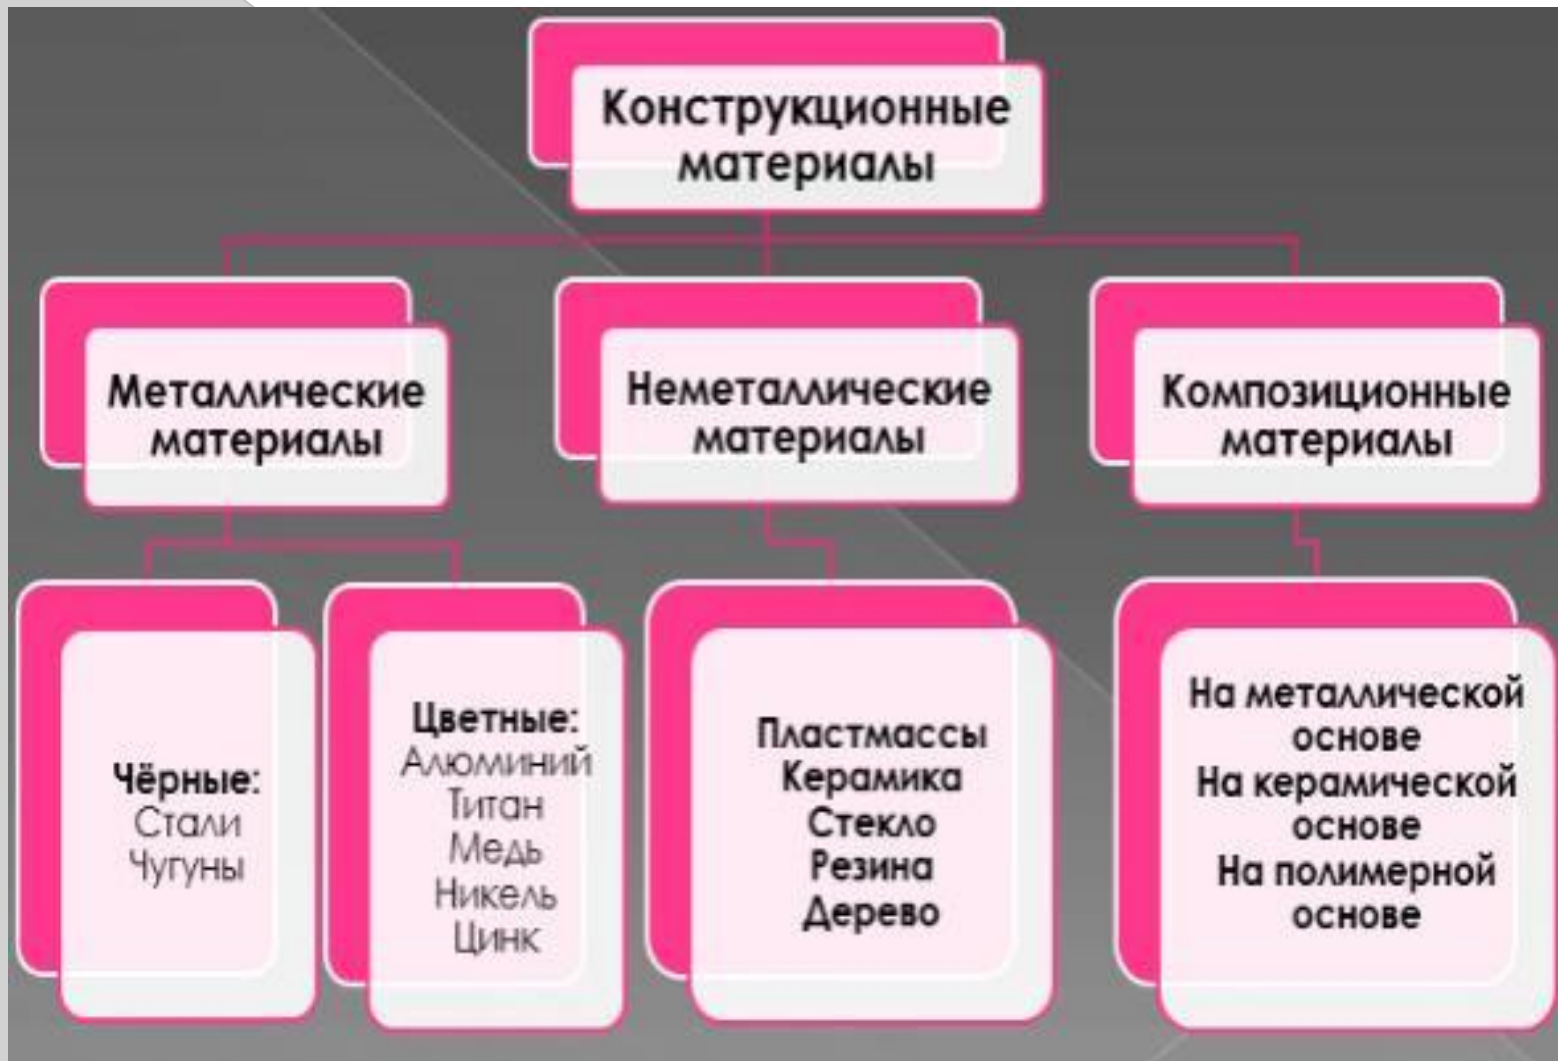 Конструкционные
материалы
Металлические
материалы
Неметаллические
материалы
Композиционные
материалы
Чёрные:
Стали
Чугуны
Цветные:
Алюминий
Титан
Медь
Никель
Цинк
Пластмассы
Керамика
Стекло
Резина
Дерево
На металлической
основе
На керамической
основе
На полимерной
основе